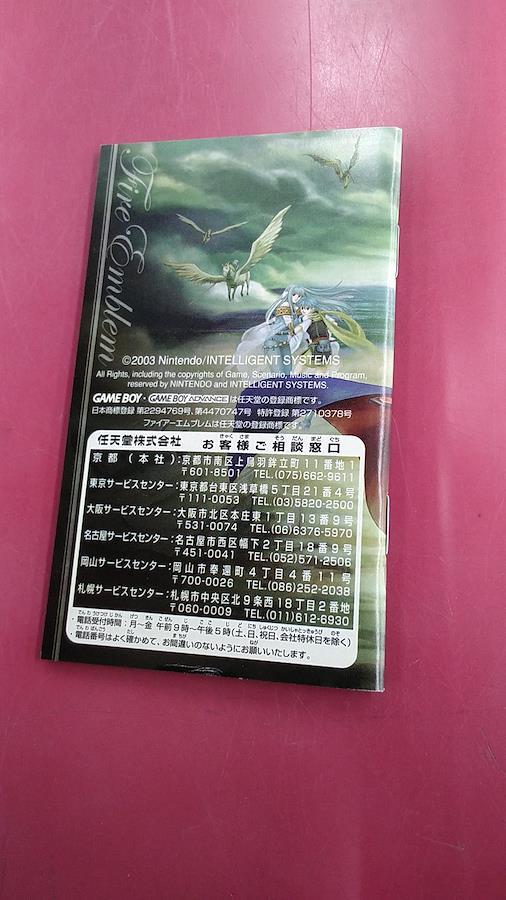 Fire Emblem
©2003 Nintendo/INTELLIGENT SYSTEMS
All Rights, including the copyrights of Game, Scenario, Music and Program,
reserved by NINTENDO and INTELLIGENT SYSTEMS.
GAME BOY・GAME BOY ADVANCEは任天堂の登録商標です。
日本商標登録 第2294769号、第4470747号 特許登録 第2710378号
ファイアーエムブレムは任天堂の登録商標です。
任天堂株式会社 お客様ご相談窓口
きゃく さま そう だん まど ぐち
京都(本社):京都市南区上鳥羽鉾立町11番地1
〒601-8501 TEL.(075)662-9611
東京サービスセンター:東京都台東区浅草橋5丁目21番4号
〒111-0053 TEL.(03)5820-2500
大阪サービスセンター:大阪市北区本庄東1丁目13番9号
〒531-0074 TEL.(06)6376-5970
名古屋サービスセンター:名古屋市西区幅下2丁目18番9号
〒451-0041 TEL.(052)571-2506
岡山サービスセンター:岡山市奉還町4丁目4番11号
〒700-0026 TEL.(086)252-2038
札幌サービスセンター:札幌市中央区北9条西18丁目2番地
〒060-0009 TEL.(011)612-6930
・電話受付時間:月〜金 午前9時〜午後5時(土、日、祝日、会社特休日を除く)
・電話番号はよく確かめて、お間違いのないようにお願いいたします。